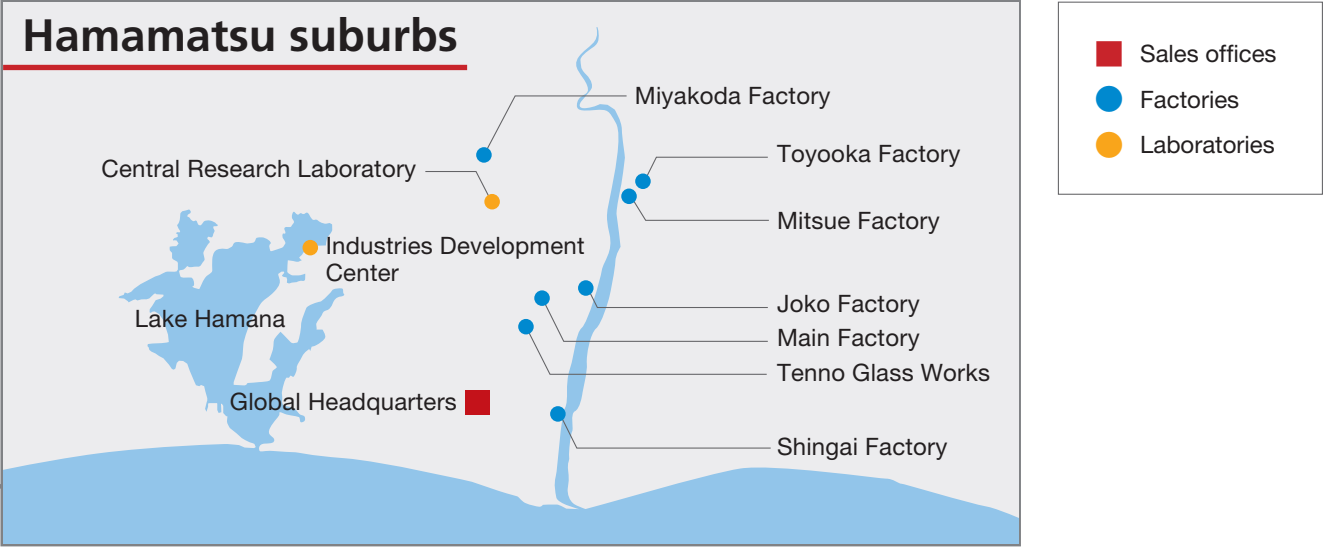 Hamamatsu suburbs
Sales offices
Factories
Laboratories
Miyakoda Factory
Central Research Laboratory
Toyooka Factory
Mitsue Factory
Industries Development
Center
Lake Hamana
Joko Factory
Main Factory
Tenno Glass Works
Global Headquarters
Shingai Factory